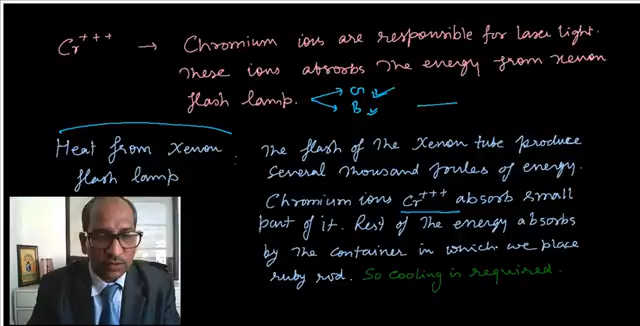 Cr+++ → Chromium ions are responsible for laser light.
These ions absorbs the energy from xenon
flash lamp. → G
→ B
Heat from xenon : The flash of the xenon tube produce
flash lamp several thousand joules of energy.
Chromium ions Cr+++ absorb small
part of it. Rest of the energy absorbs
by the container in which we place
ruby rod. So cooling is required.